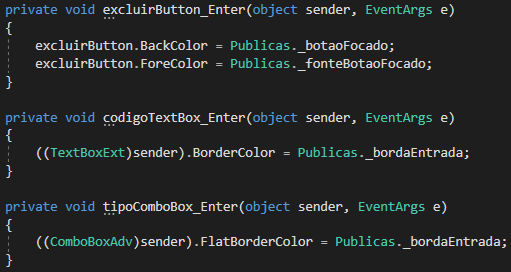 private void excluirButton_Enter(object sender, EventArgs e)
{
excluirButton.BackColor = Publicas._botaoFocado;
excluirButton.ForeColor = Publicas._fonteBotaoFocado;
}
private void codigoTextBox_Enter(object sender, EventArgs e)
{
((TextBoxExt)sender).BorderColor = Publicas._bordaEntrada;
}
private void tipoComboBox_Enter(object sender, EventArgs e)
{
((ComboBoxAdv)sender).FlatBorderColor = Publicas._bordaEntrada;
}